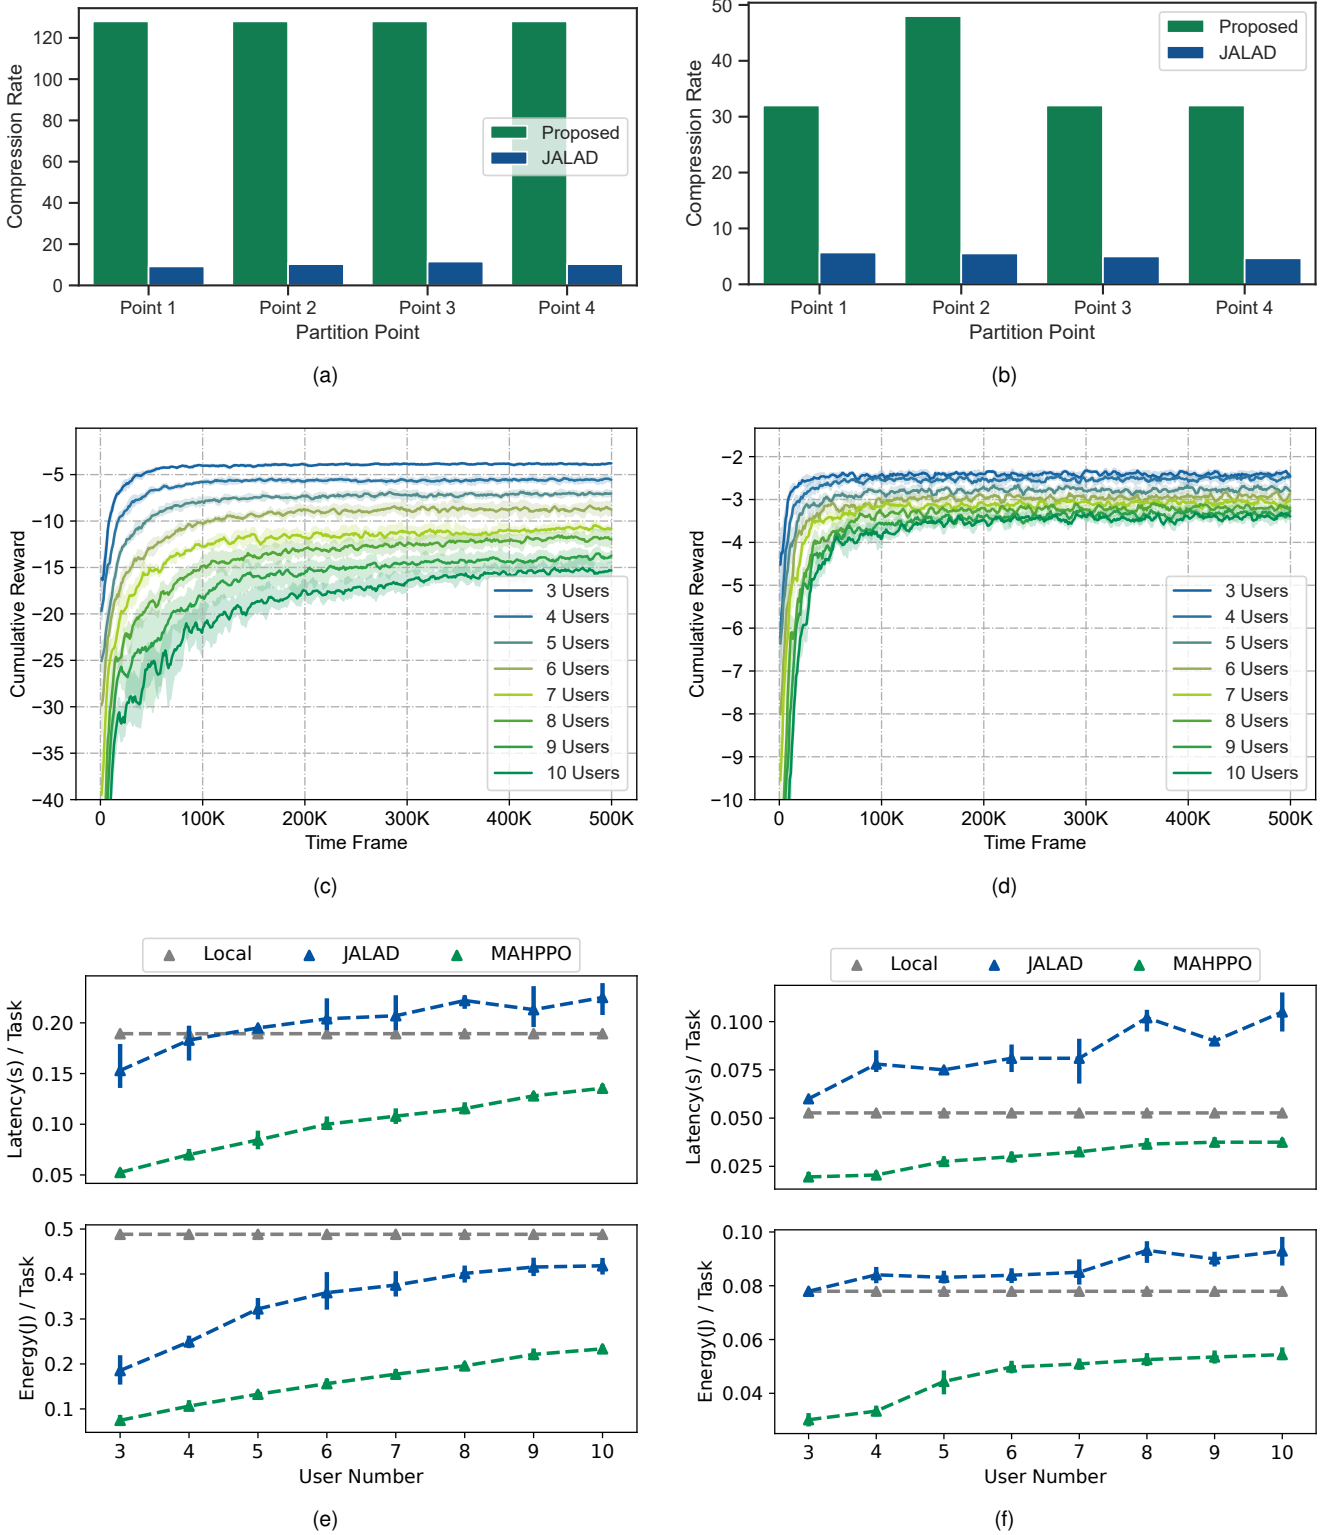 120
100
80
60
40
20
0
Compression Rate
Proposed
JALAD
Point 1
Point 2
Point 3
Point 4
Partition Point
(a)
50
40
30
20
10
0
Compression Rate
Proposed
JALAD
Point 1
Point 2
Point 3
Point 4
Partition Point
(b)
−5
−10
−15
−20
−25
−30
−35
−40
Cumulative Reward
3 Users
4 Users
5 Users
6 Users
7 Users
8 Users
9 Users
10 Users
0
100K
200K
300K
400K
500K
Time Frame
(c)
−2
−3
−4
−5
−6
−7
−8
−9
−10
Cumulative Reward
3 Users
4 Users
5 Users
6 Users
7 Users
8 Users
9 Users
10 Users
0
100K
200K
300K
400K
500K
Time Frame
(d)
Local
JALAD
MAHPPO
0.20
0.15
0.10
0.05
Latency(s) / Task
0.5
0.4
0.3
0.2
0.1
Energy(J) / Task
3
4
5
6
7
8
9
10
User Number
(e)
Local
JALAD
MAHPPO
0.100
0.075
0.050
0.025
Latency(s) / Task
0.10
0.08
0.06
0.04
Energy(J) / Task
3
4
5
6
7
8
9
10
User Number
(f)